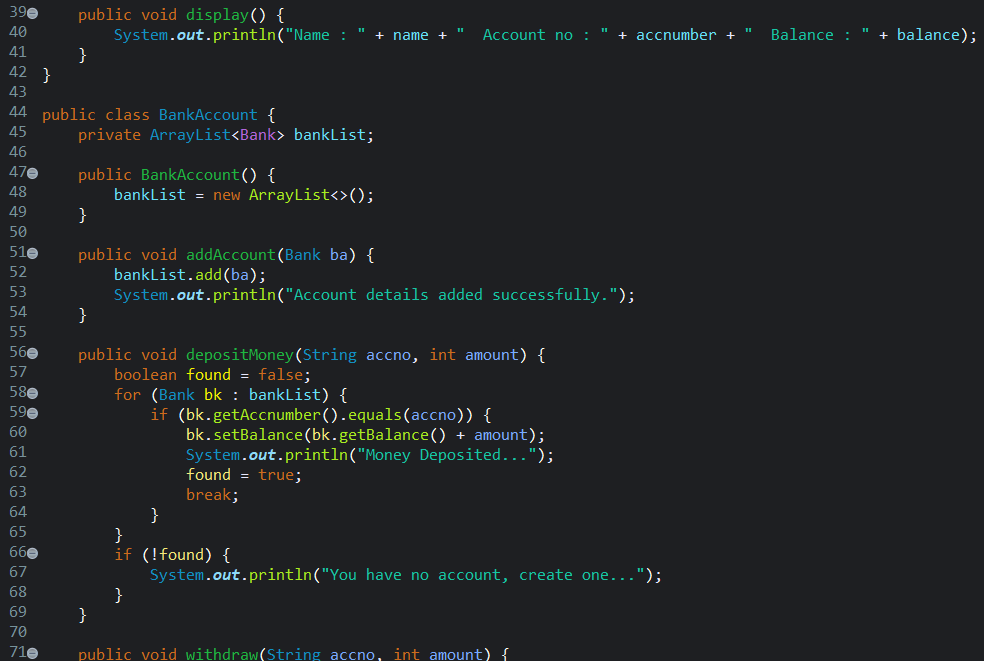 39    public void display() {
40        System.out.println("Name : " + name + "  Account no : " + accnumber + "  Balance : " + balance);
41    }
42 }
43
44 public class BankAccount {
45    private ArrayList<Bank> bankList;
46
47    public BankAccount() {
48        bankList = new ArrayList<>();
49    }
50
51    public void addAccount(Bank ba) {
52        bankList.add(ba);
53        System.out.println("Account details added successfully.");
54    }
55
56    public void depositMoney(String accno, int amount) {
57        boolean found = false;
58        for (Bank bk : bankList) {
59            if (bk.getAccnumber().equals(accno)) {
60                bk.setBalance(bk.getBalance() + amount);
61                System.out.println("Money Deposited...");
62                found = true;
63                break;
64            }
65        }
66        if (!found) {
67            System.out.println("You have no account, create one...");
68        }
69    }
70
71    public void withdraw(String accno, int amount) {